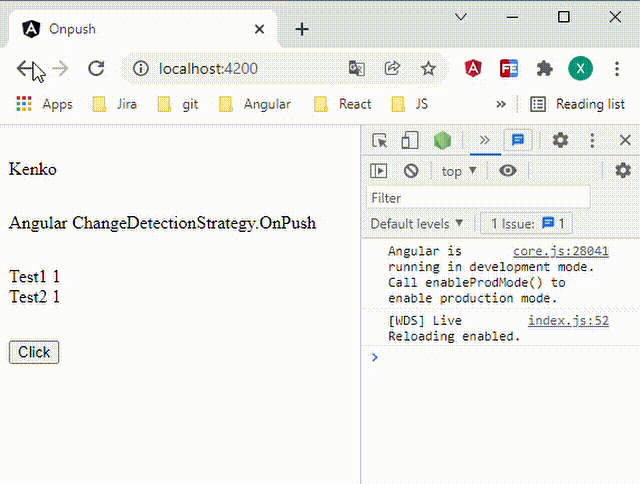 Onpush
localhost:4200
Apps Jira git Angular React JS » Reading list
Kenko
Angular ChangeDetectionStrategy.OnPush
Test1 1
Test2 1
Click
»
top ▼
Filter
Default levels ▼ 1 Issue: 1
Angular is core.js:28041
running in development mode.
Call enableProdMode() to
enable production mode.
[WDS] Live index.js:52
Reloading enabled.
>
X